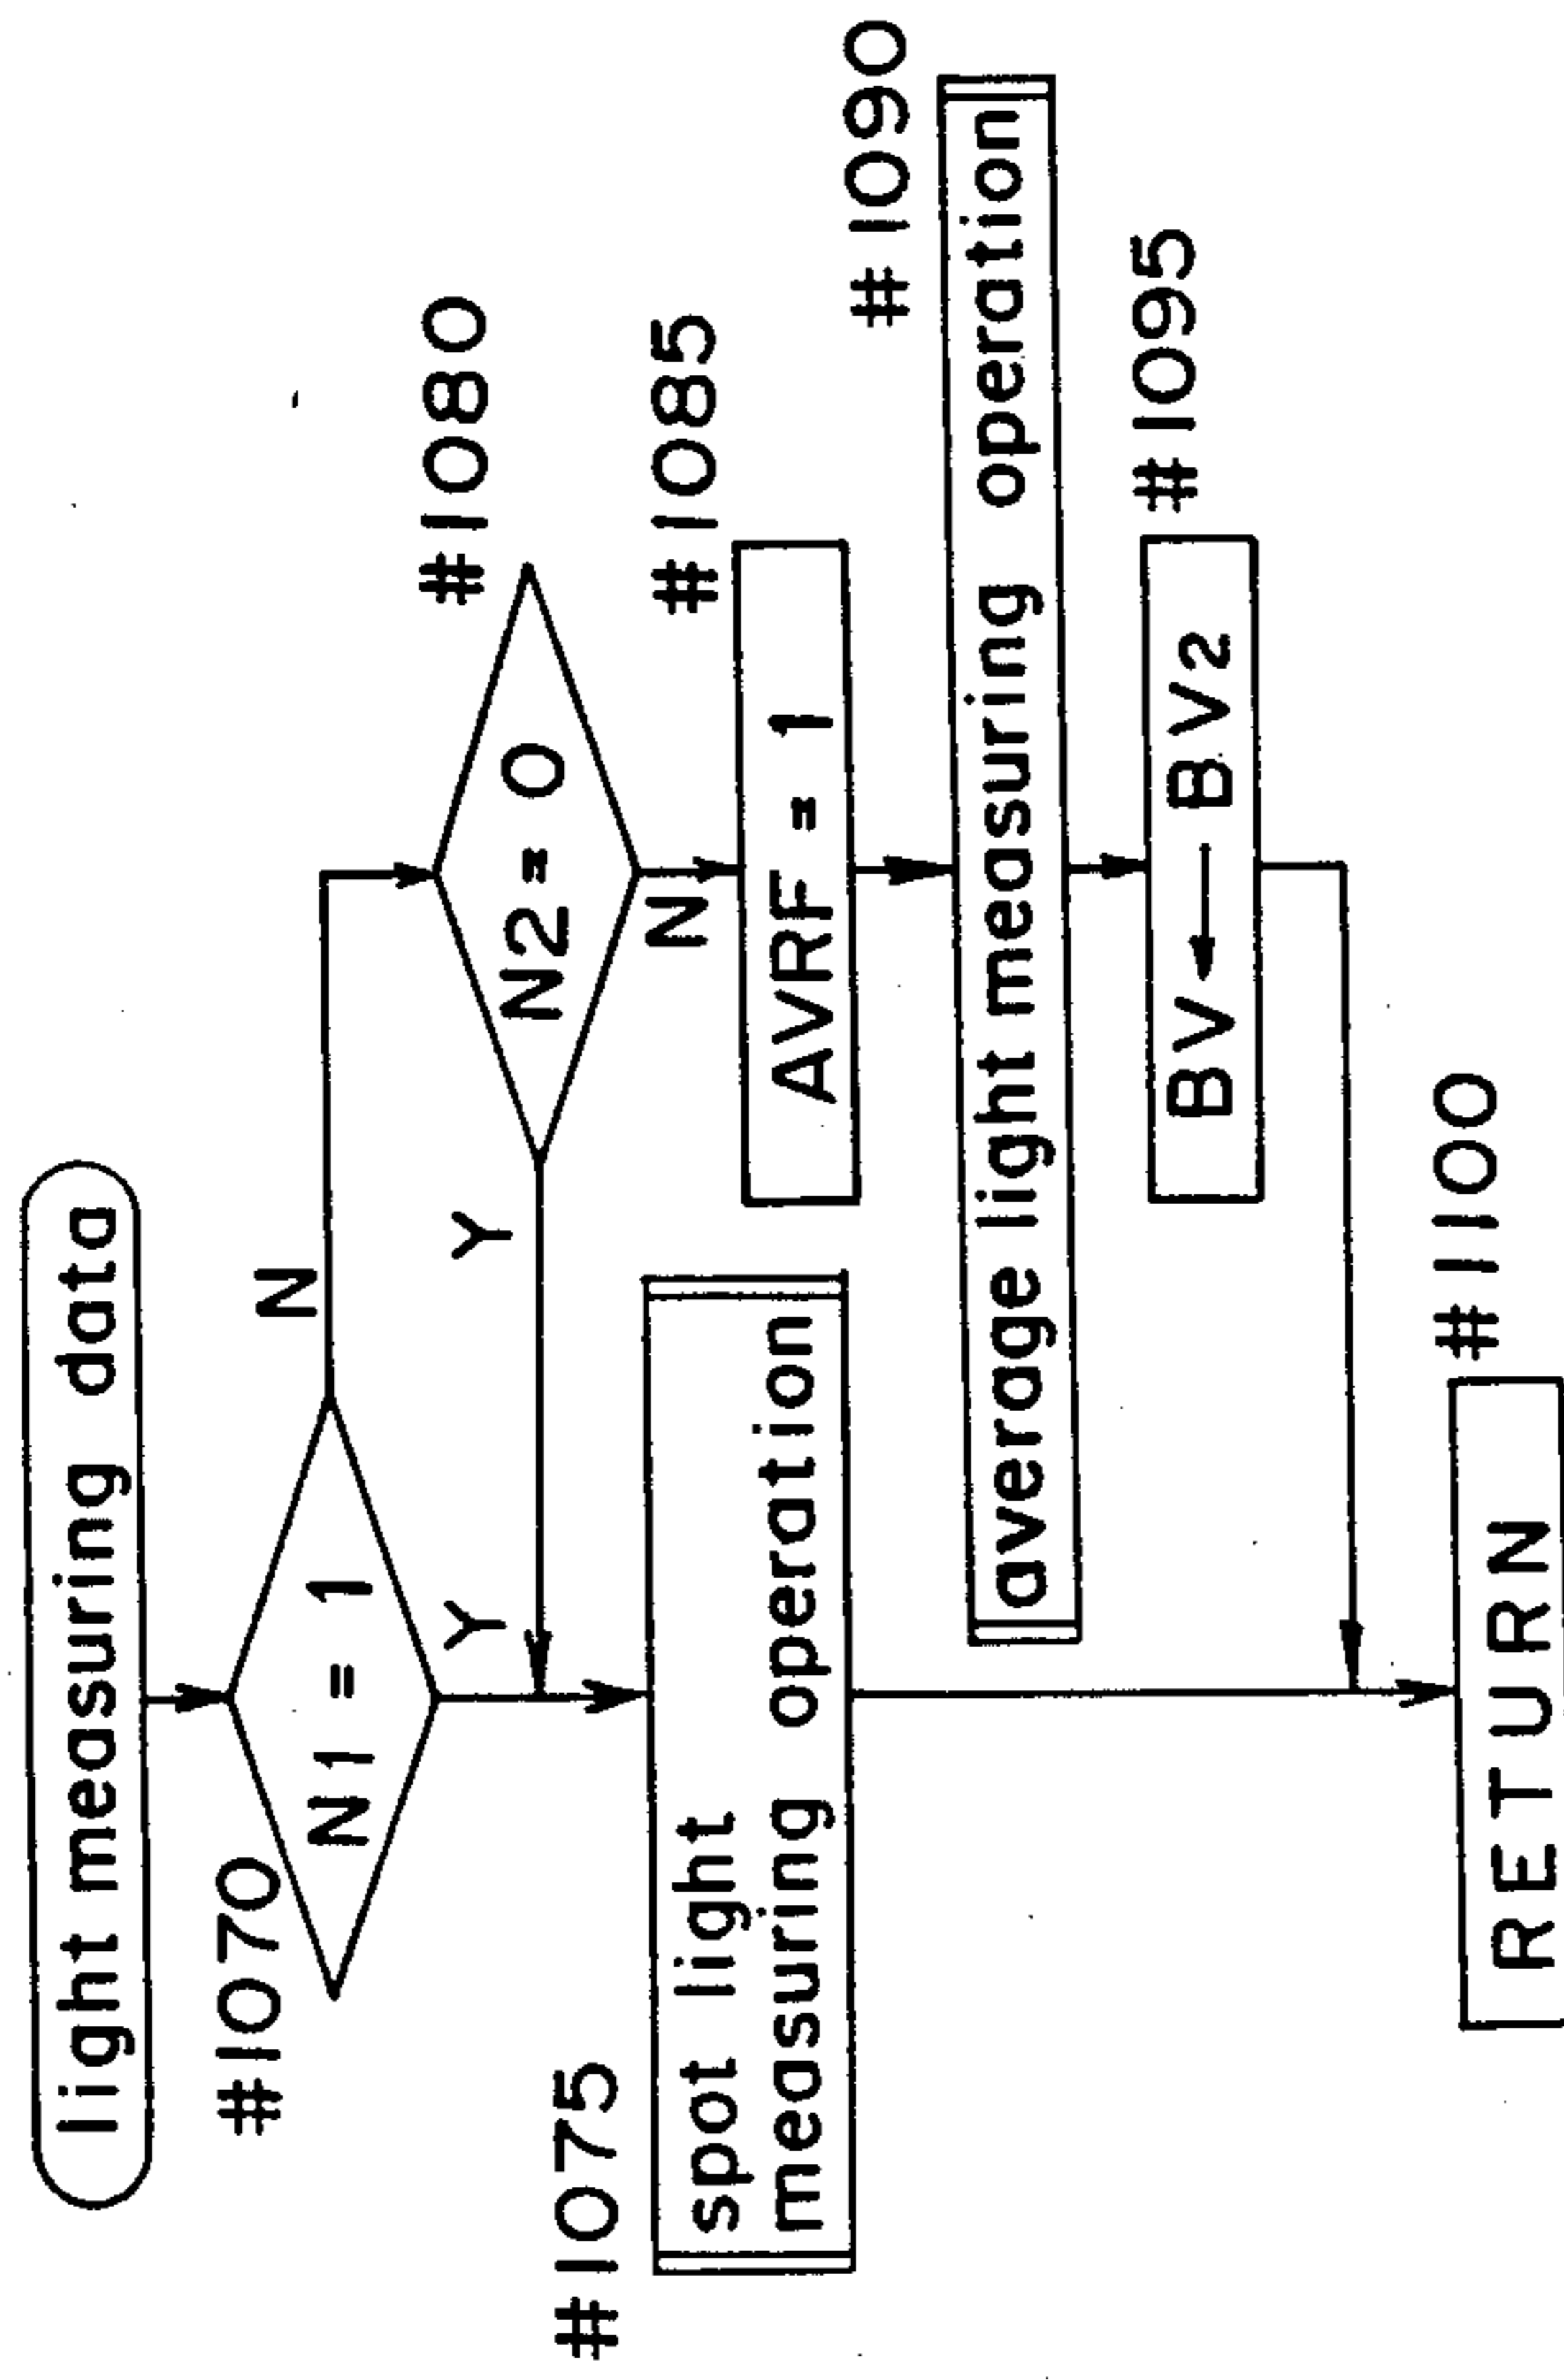 light measuring data
#1070
N1 = 1
N
Y
#1080
N2 = 0
Y
N
#1075
spot light
measuring operation
#1085
AVRF = 1
#1090
average light measuring operation
#1095
BV ← BV2
#1100
RETURN